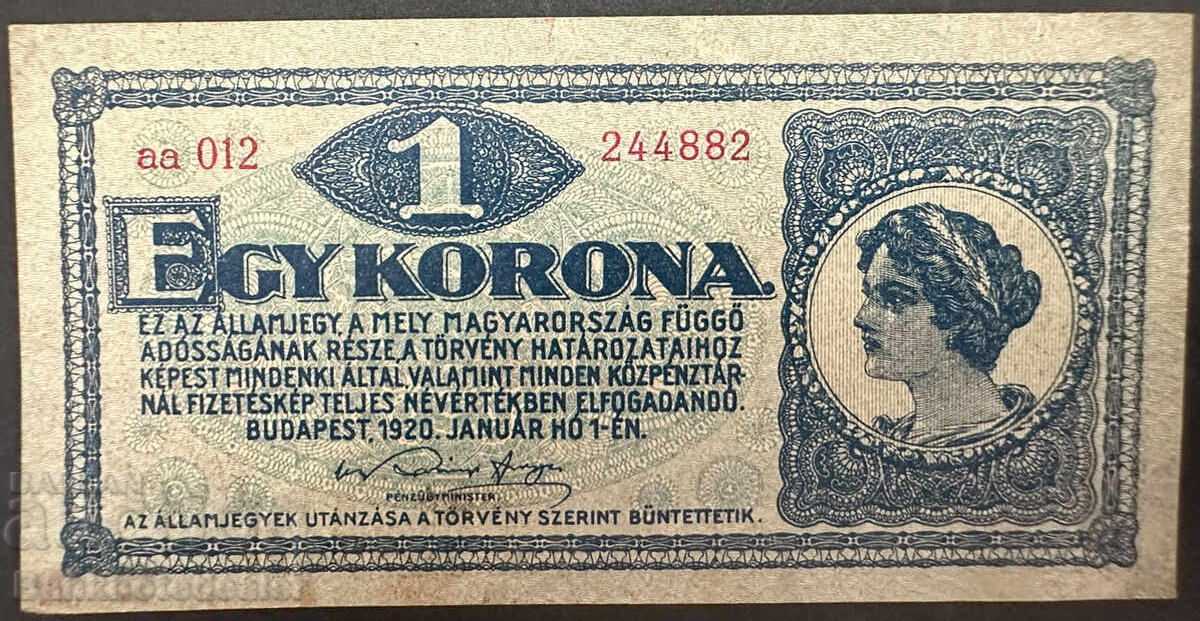 aa 012
1
244882
EGY KORONA.
EZ AZ ÁLLAMJEGY, A MELY MAGYARORSZÁG FÜGGŐ
ADÓSSÁGÁNAK RÉSZE, A TÖRVÉNY HATÁROZATAIHOZ
KÉPEST MINDENKI ÁLTAL, VALAMINT MINDEN KÖZPÉNZTÁR-
NÁL FIZETÉSKÉP TELJES NÉVÉRTÉKBEN ELFOGADANDÓ.
BUDAPEST, 1920. JANUÁR HÓ 1-ÉN.
PÉNZÜGYMINISTER.
AZ ÁLLAMJEGYEK UTÁNZÁSA A TÖRVÉNY SZERINT BÜNTETTETIK.